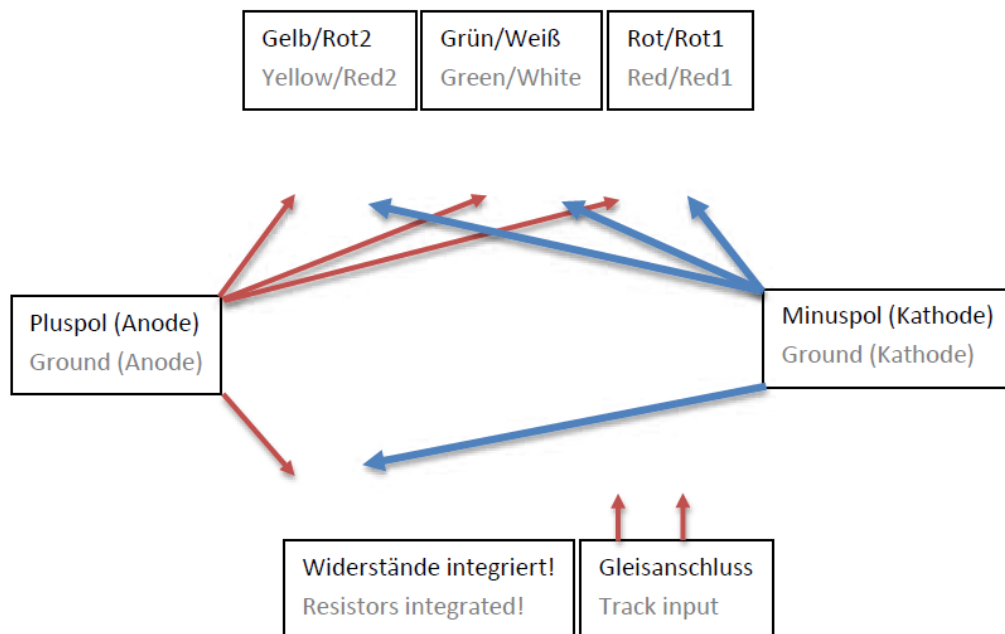 Gelb/Rot2
Yellow/Red2
Grün/Weiß
Green/White
Rot/Rot1
Red/Red1
Pluspol (Anode)
Ground (Anode)
Minuspol (Kathode)
Ground (Kathode)
Widerstände integriert!
Resistors integrated!
Gleisanschluss
Track input